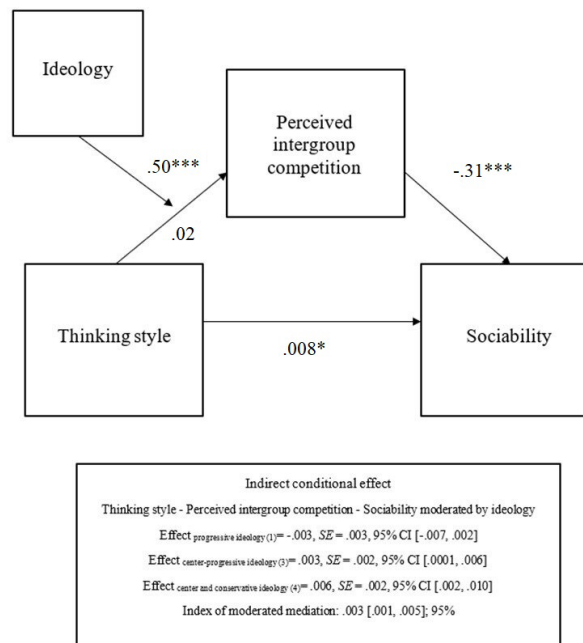 Ideology
Perceived
intergroup
competition
.50***
-.31***
.02
Thinking style
Sociability
.008*
Indirect conditional effect
Thinking style - Perceived intergroup competition - Sociability moderated by ideology
Effect progressive ideology (1)= -.003, SE = .003, 95% CI [-.007, .002]
Effect center-progressive ideology (3)= .003, SE = .002, 95% CI [.0001, .006]
Effect center and conservative ideology (4)= .006, SE = .002, 95% CI [.002, .010]
Index of moderated mediation: .003 [.001, .005]; 95%